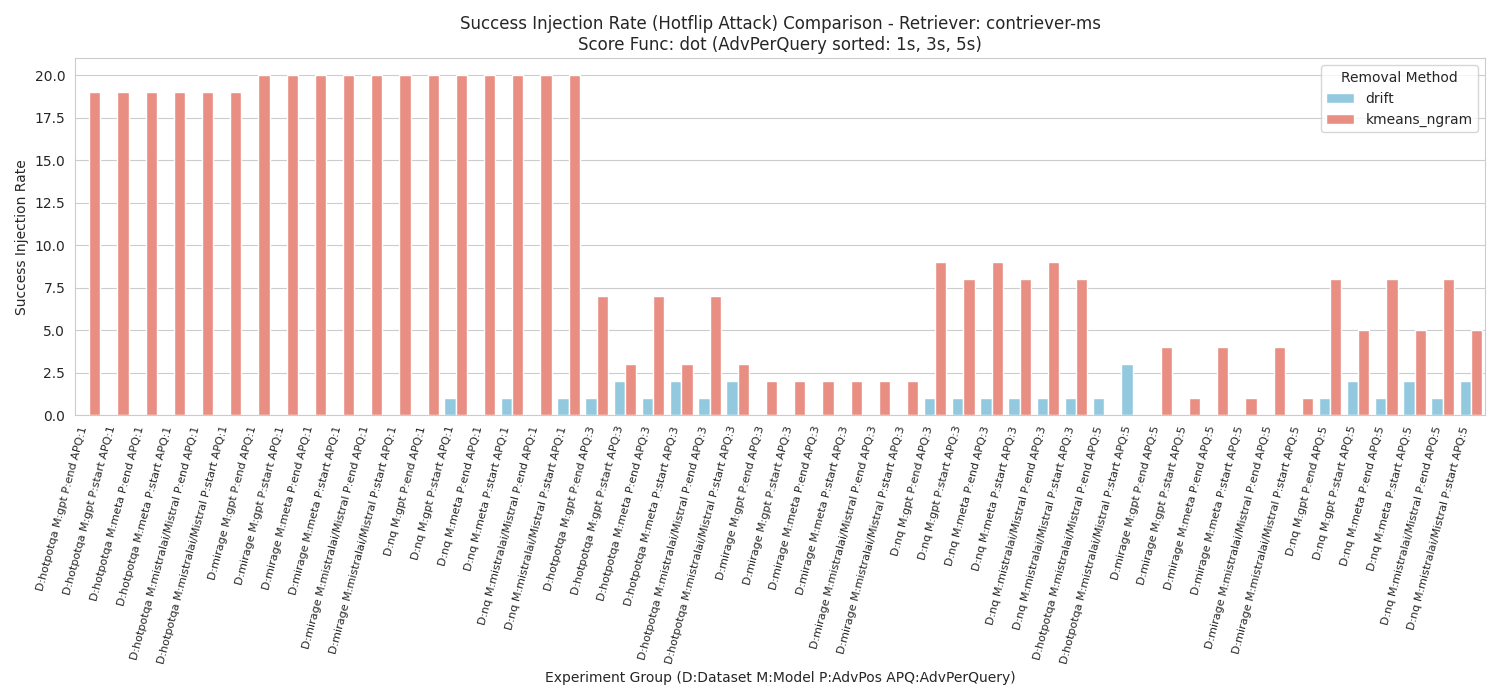 Success Injection Rate (Hotflip Attack) Comparison - Retriever: contriever-ms
Score Func: dot (AdvPerQuery sorted: 1s, 3s, 5s)
Success Injection Rate
20.0
17.5
15.0
12.5
10.0
7.5
5.0
2.5
0.0
Removal Method
drift
kmeans_ngram
D:hotpotqa M:gpt P:end APQ:1
D:hotpotqa M:gpt P:start APQ:1
D:hotpotqa M:meta P:end APQ:1
D:hotpotqa M:meta P:start APQ:1
D:hotpotqa M:mistralai/Mistral P:end APQ:1
D:hotpotqa M:mistralai/Mistral P:start APQ:1
D:mirage M:gpt P:end APQ:1
D:mirage M:gpt P:start APQ:1
D:mirage M:meta P:end APQ:1
D:mirage M:meta P:start APQ:1
D:mirage M:mistralai/Mistral P:end APQ:1
D:mirage M:mistralai/Mistral P:start APQ:1
D:nq M:gpt P:end APQ:1
D:nq M:gpt P:start APQ:1
D:nq M:meta P:end APQ:1
D:nq M:meta P:start APQ:1
D:nq M:mistralai/Mistral P:end APQ:1
D:nq M:mistralai/Mistral P:start APQ:1
D:hotpotqa M:gpt P:end APQ:3
D:hotpotqa M:gpt P:start APQ:3
D:hotpotqa M:meta P:end APQ:3
D:hotpotqa M:meta P:start APQ:3
D:hotpotqa M:mistralai/Mistral P:end APQ:3
D:hotpotqa M:mistralai/Mistral P:start APQ:3
D:mirage M:gpt P:end APQ:3
D:mirage M:gpt P:start APQ:3
D:mirage M:meta P:end APQ:3
D:mirage M:meta P:start APQ:3
D:mirage M:mistralai/Mistral P:end APQ:3
D:mirage M:mistralai/Mistral P:start APQ:3
D:nq M:gpt P:end APQ:3
D:nq M:gpt P:start APQ:3
D:nq M:meta P:end APQ:3
D:nq M:meta P:start APQ:3
D:nq M:mistralai/Mistral P:end APQ:3
D:nq M:mistralai/Mistral P:start APQ:3
D:hotpotqa M:mistralai/Mistral P:end APQ:5
D:hotpotqa M:mistralai/Mistral P:start APQ:5
D:mirage M:gpt P:end APQ:5
D:mirage M:gpt P:start APQ:5
D:mirage M:meta P:end APQ:5
D:mirage M:meta P:start APQ:5
D:mirage M:mistralai/Mistral P:end APQ:5
D:mirage M:mistralai/Mistral P:start APQ:5
D:nq M:gpt P:end APQ:5
D:nq M:gpt P:start APQ:5
D:nq M:meta P:end APQ:5
D:nq M:meta P:start APQ:5
D:nq M:mistralai/Mistral P:end APQ:5
D:nq M:mistralai/Mistral P:start APQ:5
Experiment Group (D:Dataset M:Model P:AdvPos APQ:AdvPerQuery)